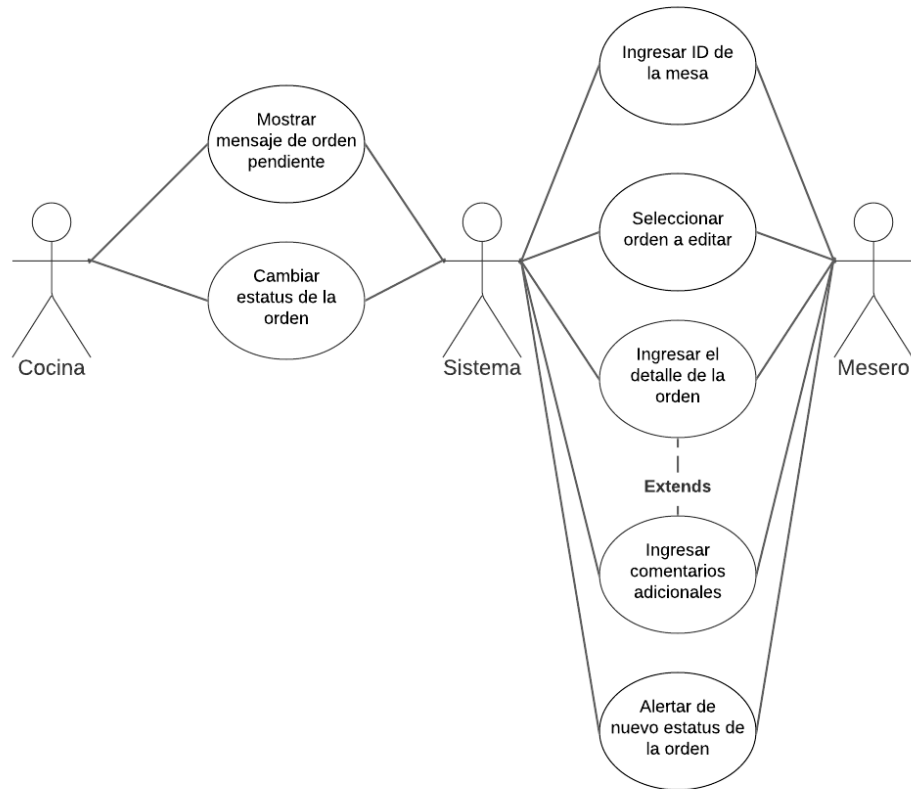 Ingresar ID de
la mesa
Mostrar
mensaje de orden
pendiente
Seleccionar
orden a editar
Cambiar
estatus de la
orden
Cocina
Sistema
Mesero
Ingresar el
detalle de la
orden
Extends
Ingresar
comentarios
adicionales
Alertar de
nuevo estatus de
la orden